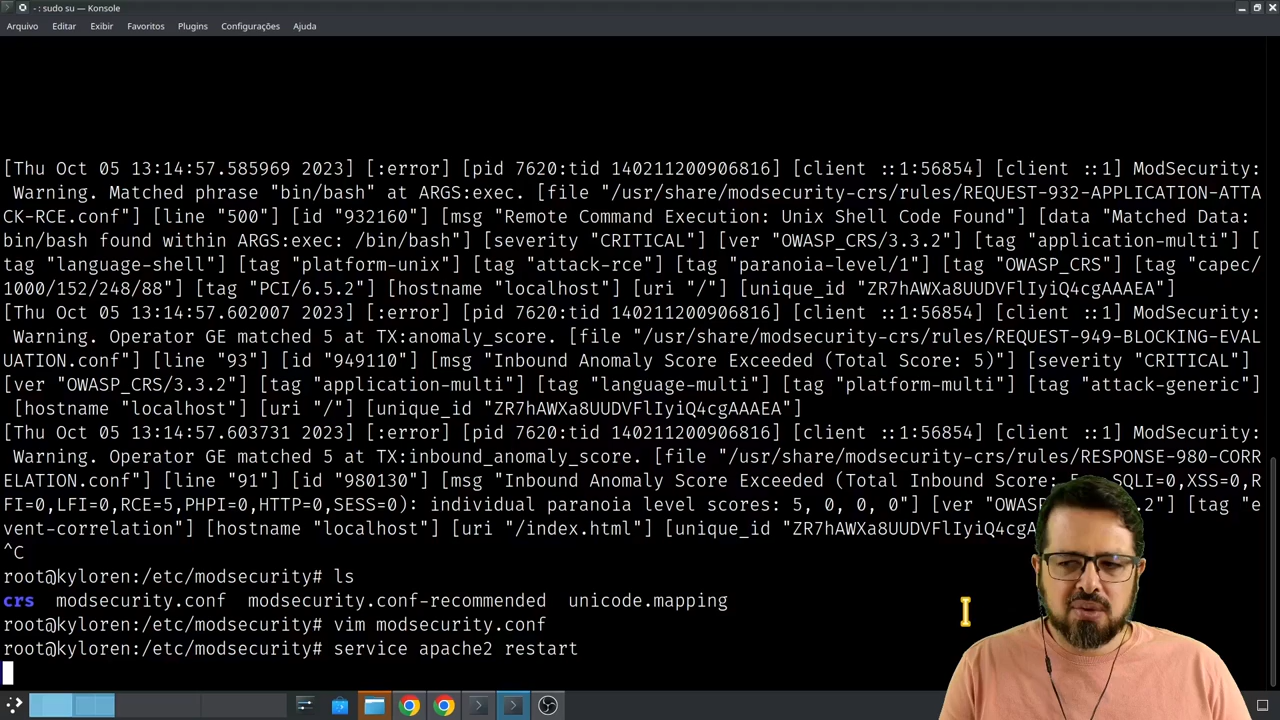 - : sudo su — Konsole
Arquivo Editar Exibir Favoritos Plugins Configurações Ajuda
[Thu Oct 05 13:14:57.585969 2023] [:error] [pid 7620:tid 140211200906816] [client ::1:56854] [client ::1] ModSecurity:
Warning. Matched phrase "bin/bash" at ARGS:exec. [file "/usr/share/modsecurity-crs/rules/REQUEST-932-APPLICATION-ATTA
CK-RCE.conf"] [line "500"] [id "932160"] [msg "Remote Command Execution: Unix Shell Code Found"] [data "Matched Data:
bin/bash found within ARGS:exec: /bin/bash"] [severity "CRITICAL"] [ver "OWASP_CRS/3.3.2"] [tag "application-multi"] [
tag "language-shell"] [tag "platform-unix"] [tag "attack-rce"] [tag "paranoia-level/1"] [tag "OWASP_CRS"] [tag "capec/
1000/152/248/88"] [tag "PCI/6.5.2"] [hostname "localhost"] [uri "/"] [unique_id "ZR7hAWXa8UUDVFlIyiQ4cgAAAEA"]
[Thu Oct 05 13:14:57.602007 2023] [:error] [pid 7620:tid 140211200906816] [client ::1:56854] [client ::1] ModSecurity:
Warning. Operator GE matched 5 at TX:anomaly_score. [file "/usr/share/modsecurity-crs/rules/REQUEST-949-BLOCKING-EVAL
UATION.conf"] [line "93"] [id "949110"] [msg "Inbound Anomaly Score Exceeded (Total Score: 5)"] [severity "CRITICAL"]
[ver "OWASP_CRS/3.3.2"] [tag "application-multi"] [tag "language-multi"] [tag "platform-multi"] [tag "attack-generic"]
[hostname "localhost"] [uri "/"] [unique_id "ZR7hAWXa8UUDVFlIyiQ4cgAAAEA"]
[Thu Oct 05 13:14:57.603731 2023] [:error] [pid 7620:tid 140211200906816] [client ::1:56854] [client ::1] ModSecurity:
Warning. Operator GE matched 5 at TX:inbound_anomaly_score. [file "/usr/share/modsecurity-crs/rules/RESPONSE-980-CORR
ELATION.conf"] [line "91"] [id "980130"] [msg "Inbound Anomaly Score Exceeded (Total Inbound Score: SQLI=0,XSS=0,R
FI=0,LFI=0,RCE=5,PHPI=0,HTTP=0,SESS=0): individual paranoia level scores: 5, 0, 0, 0"] [ver .2"] [tag "e
vent-correlation"] [hostname "localhost"] [uri "/index.html"] [unique_id "ZR7hAWXa8UUDVFlIyiQ4cgA
^C
root@kyloren:/etc/modsecurity# ls
crs modsecurity.conf modsecurity.conf-recommended unicode.mapping
root@kyloren:/etc/modsecurity# vim modsecurity.conf
root@kyloren:/etc/modsecurity# service apache2 restart